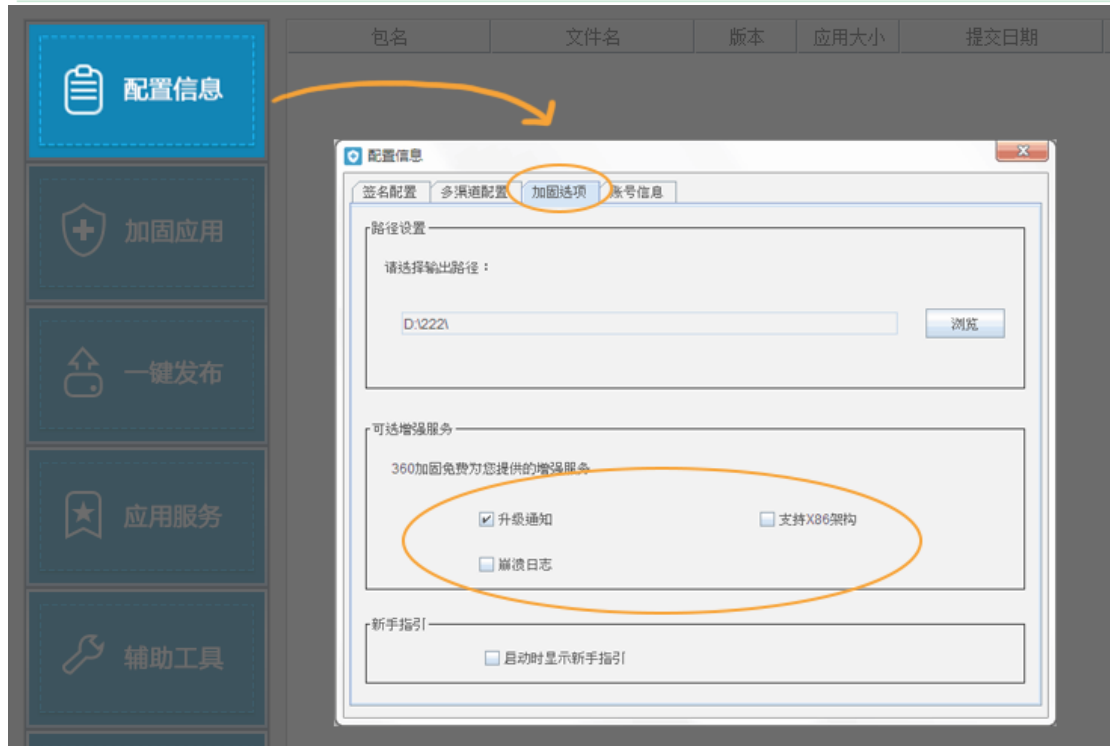 包名 文件名 版本 应用大小 提交日期
配置信息
加固应用
一键发布
应用服务
辅助工具
配置信息
签名配置 多渠道配置 加固选项 账号信息
路径设置
请选择输出路径：
D:\222\ 浏览
可选增强服务
360加固免费为您提供的增强服务
升级通知 支持X86架构
崩溃日志
新手指引
启动时显示新手指引